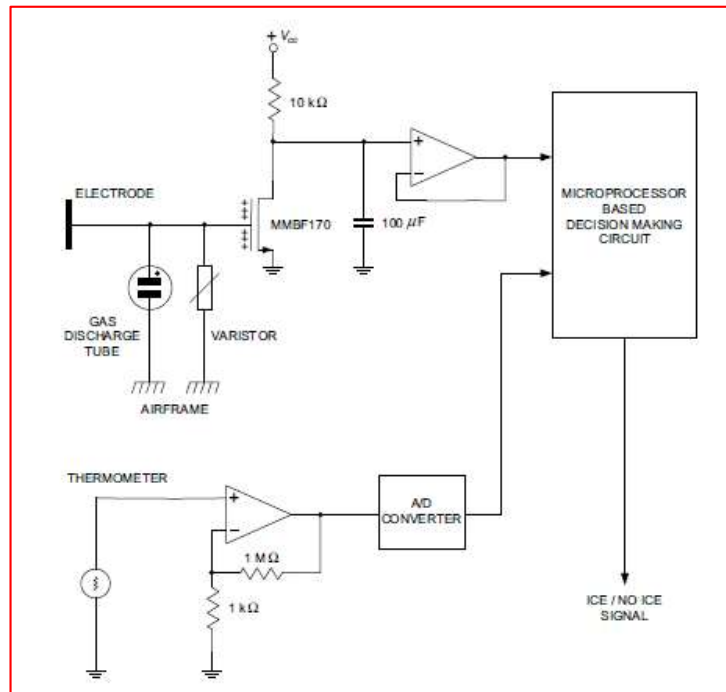 + Vcc
10 kΩ
ELECTRODE
MMBF170
+
−
100 μF
MICROPROCESSOR
BASED
DECISION MAKING
CIRCUIT
GAS
DISCHARGE
TUBE
VARISTOR
AIRFRAME
THERMOMETER
+
−
A/D
CONVERTER
1 MΩ
1 kΩ
ICE / NO ICE
SIGNAL